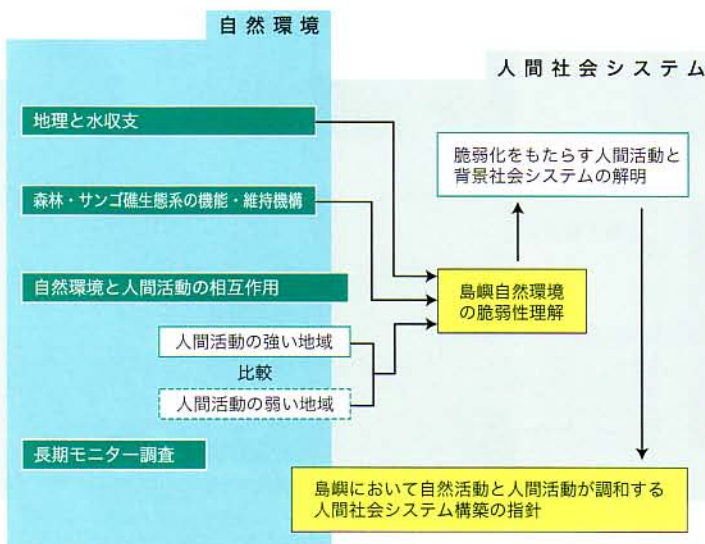 自然環境
人間社会システム
地理と水収支
森林・サンゴ礁生態系の機能・維持機構
自然環境と人間活動の相互作用
人間活動の強い地域
比較
人間活動の弱い地域
長期モニター調査
脆弱化をもたらす人間活動と
背景社会システムの解明
島嶼自然環境
の脆弱性理解
島嶼において自然活動と人間活動が調和する
人間社会システム構築の指針